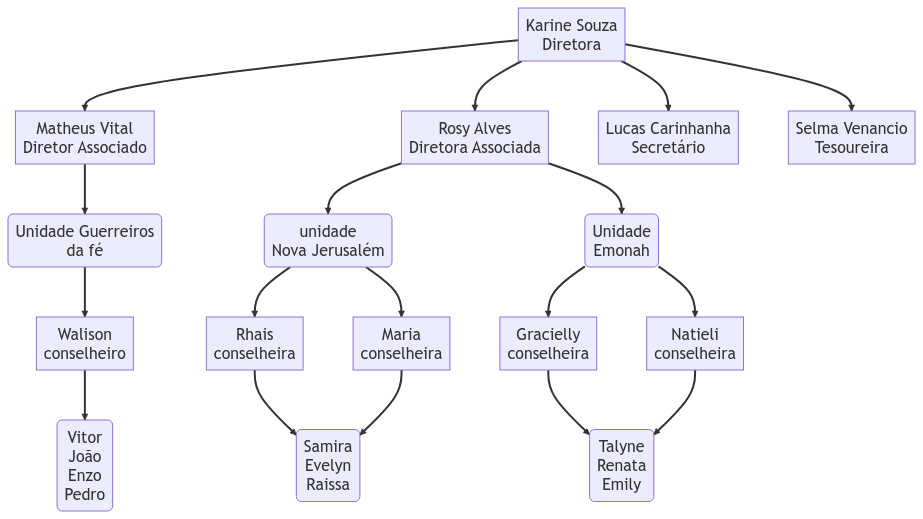 Karine Souza
Diretora
Matheus Vital
Diretor Associado
Rosy Alves
Diretora Associada
Lucas Carinhanha
Secretário
Selma Venancio
Tesoureira
Unidade Guerreiros
da fé
unidade
Nova Jerusalém
Unidade
Emonah
Walison
conselheiro
Rhais
conselheira
Maria
conselheira
Gracielly
conselheira
Natieli
conselheira
Vitor
João
Enzo
Pedro
Samira
Evelyn
Raissa
Talyne
Renata
Emily